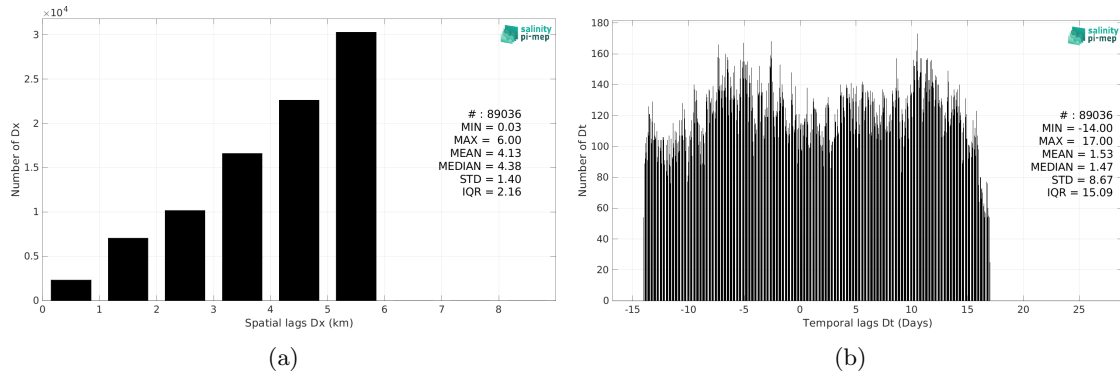 ×10⁴
3
2.5
2
1.5
1
0.5
0
Number of Dx
0 1 2 3 4 5 6 7 8
Spatial lags Dx (km)
salinity
pi-mep
# : 89036
MIN = 0.03
MAX = 6.00
MEAN = 4.13
MEDIAN = 4.38
STD = 1.40
IQR = 2.16
(a)
180
160
140
120
100
80
60
40
20
0
Number of Dt
-15 -10 -5 0 5 10 15 20 25
Temporal lags Dt (Days)
salinity
pi-mep
# : 89036
MIN = -14.00
MAX = 17.00
MEAN = 1.53
MEDIAN = 1.47
STD = 8.67
IQR = 15.09
(b)